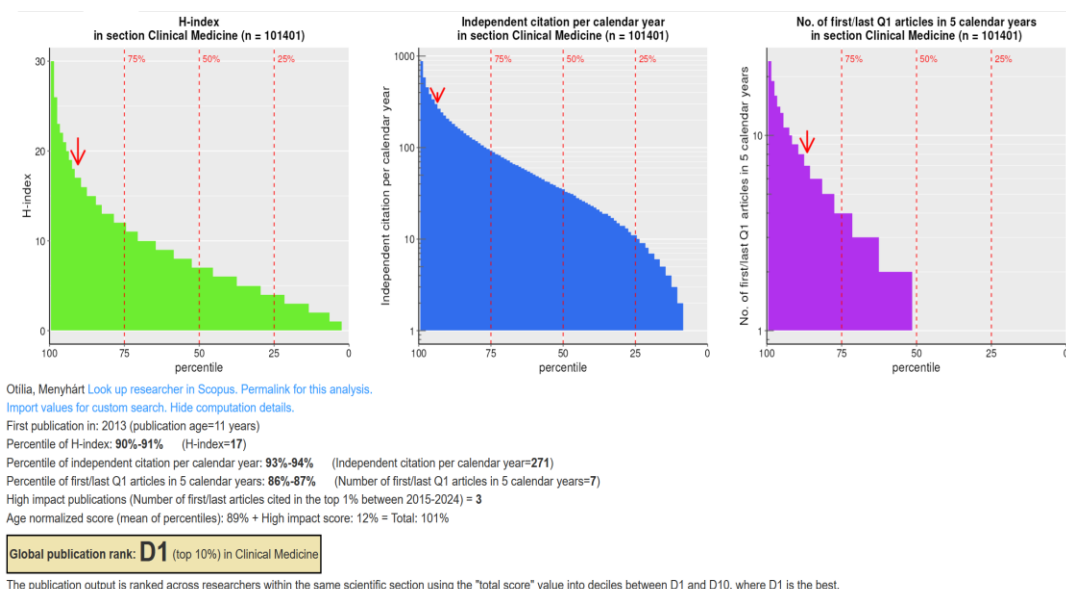 H-index
in section Clinical Medicine (n = 101401)
H-index
30
20
10
0
75%
50%
25%
100
75
50
25
0
percentile
Independent citation per calendar year
in section Clinical Medicine (n = 101401)
Independent citation per calendar year
1000
100
10
1
75%
50%
25%
100
75
50
25
0
percentile
No. of first/last Q1 articles in 5 calendar years
in section Clinical Medicine (n = 101401)
No. of first/last Q1 articles in 5 calendar years
10
1
75%
50%
25%
100
75
50
25
0
percentile
Otília, Menyhárt Look up researcher in Scopus. Permalink for this analysis.
Import values for custom search. Hide computation details.
First publication in: 2013 (publication age=11 years)
Percentile of H-index: 90%-91% (H-index=17)
Percentile of independent citation per calendar year: 93%-94% (Independent citation per calendar year=271)
Percentile of first/last Q1 articles in 5 calendar years: 86%-87% (Number of first/last Q1 articles in 5 calendar years=7)
High impact publications (Number of first/last articles cited in the top 1% between 2015-2024) = 3
Age normalized score (mean of percentiles): 89% + High impact score: 12% = Total: 101%
Global publication rank: D1 (top 10%) in Clinical Medicine
The publication output is ranked across researchers within the same scientific section using the "total score" value into deciles between D1 and D10, where D1 is the best.